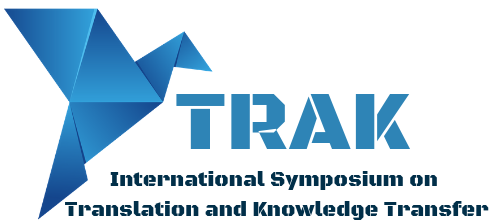 TRAK
International Symposium on
Translation and Knowledge Transfer